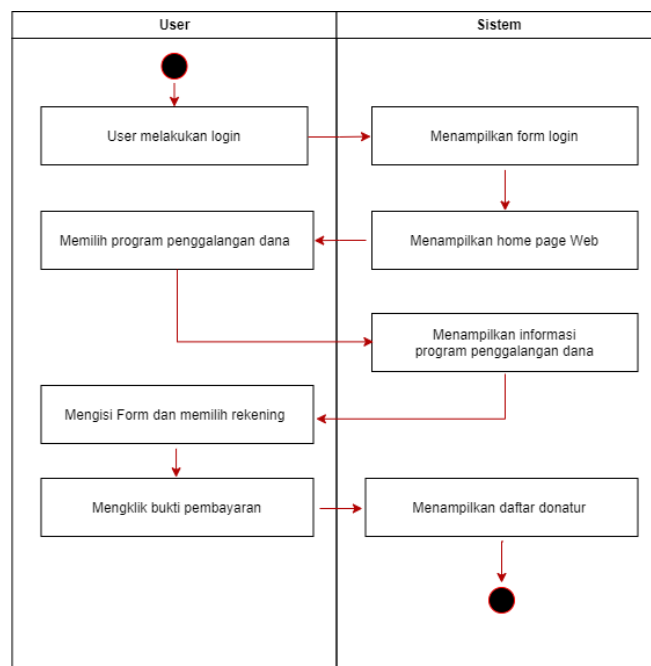 User
Sistem
User melakukan login
Menampilkan form login
Memilih program penggalangan dana
Menampilkan home page Web
Menampilkan informasi
program penggalangan dana
Mengisi Form dan memilih rekening
Mengklik bukti pembayaran
Menampilkan daftar donatur